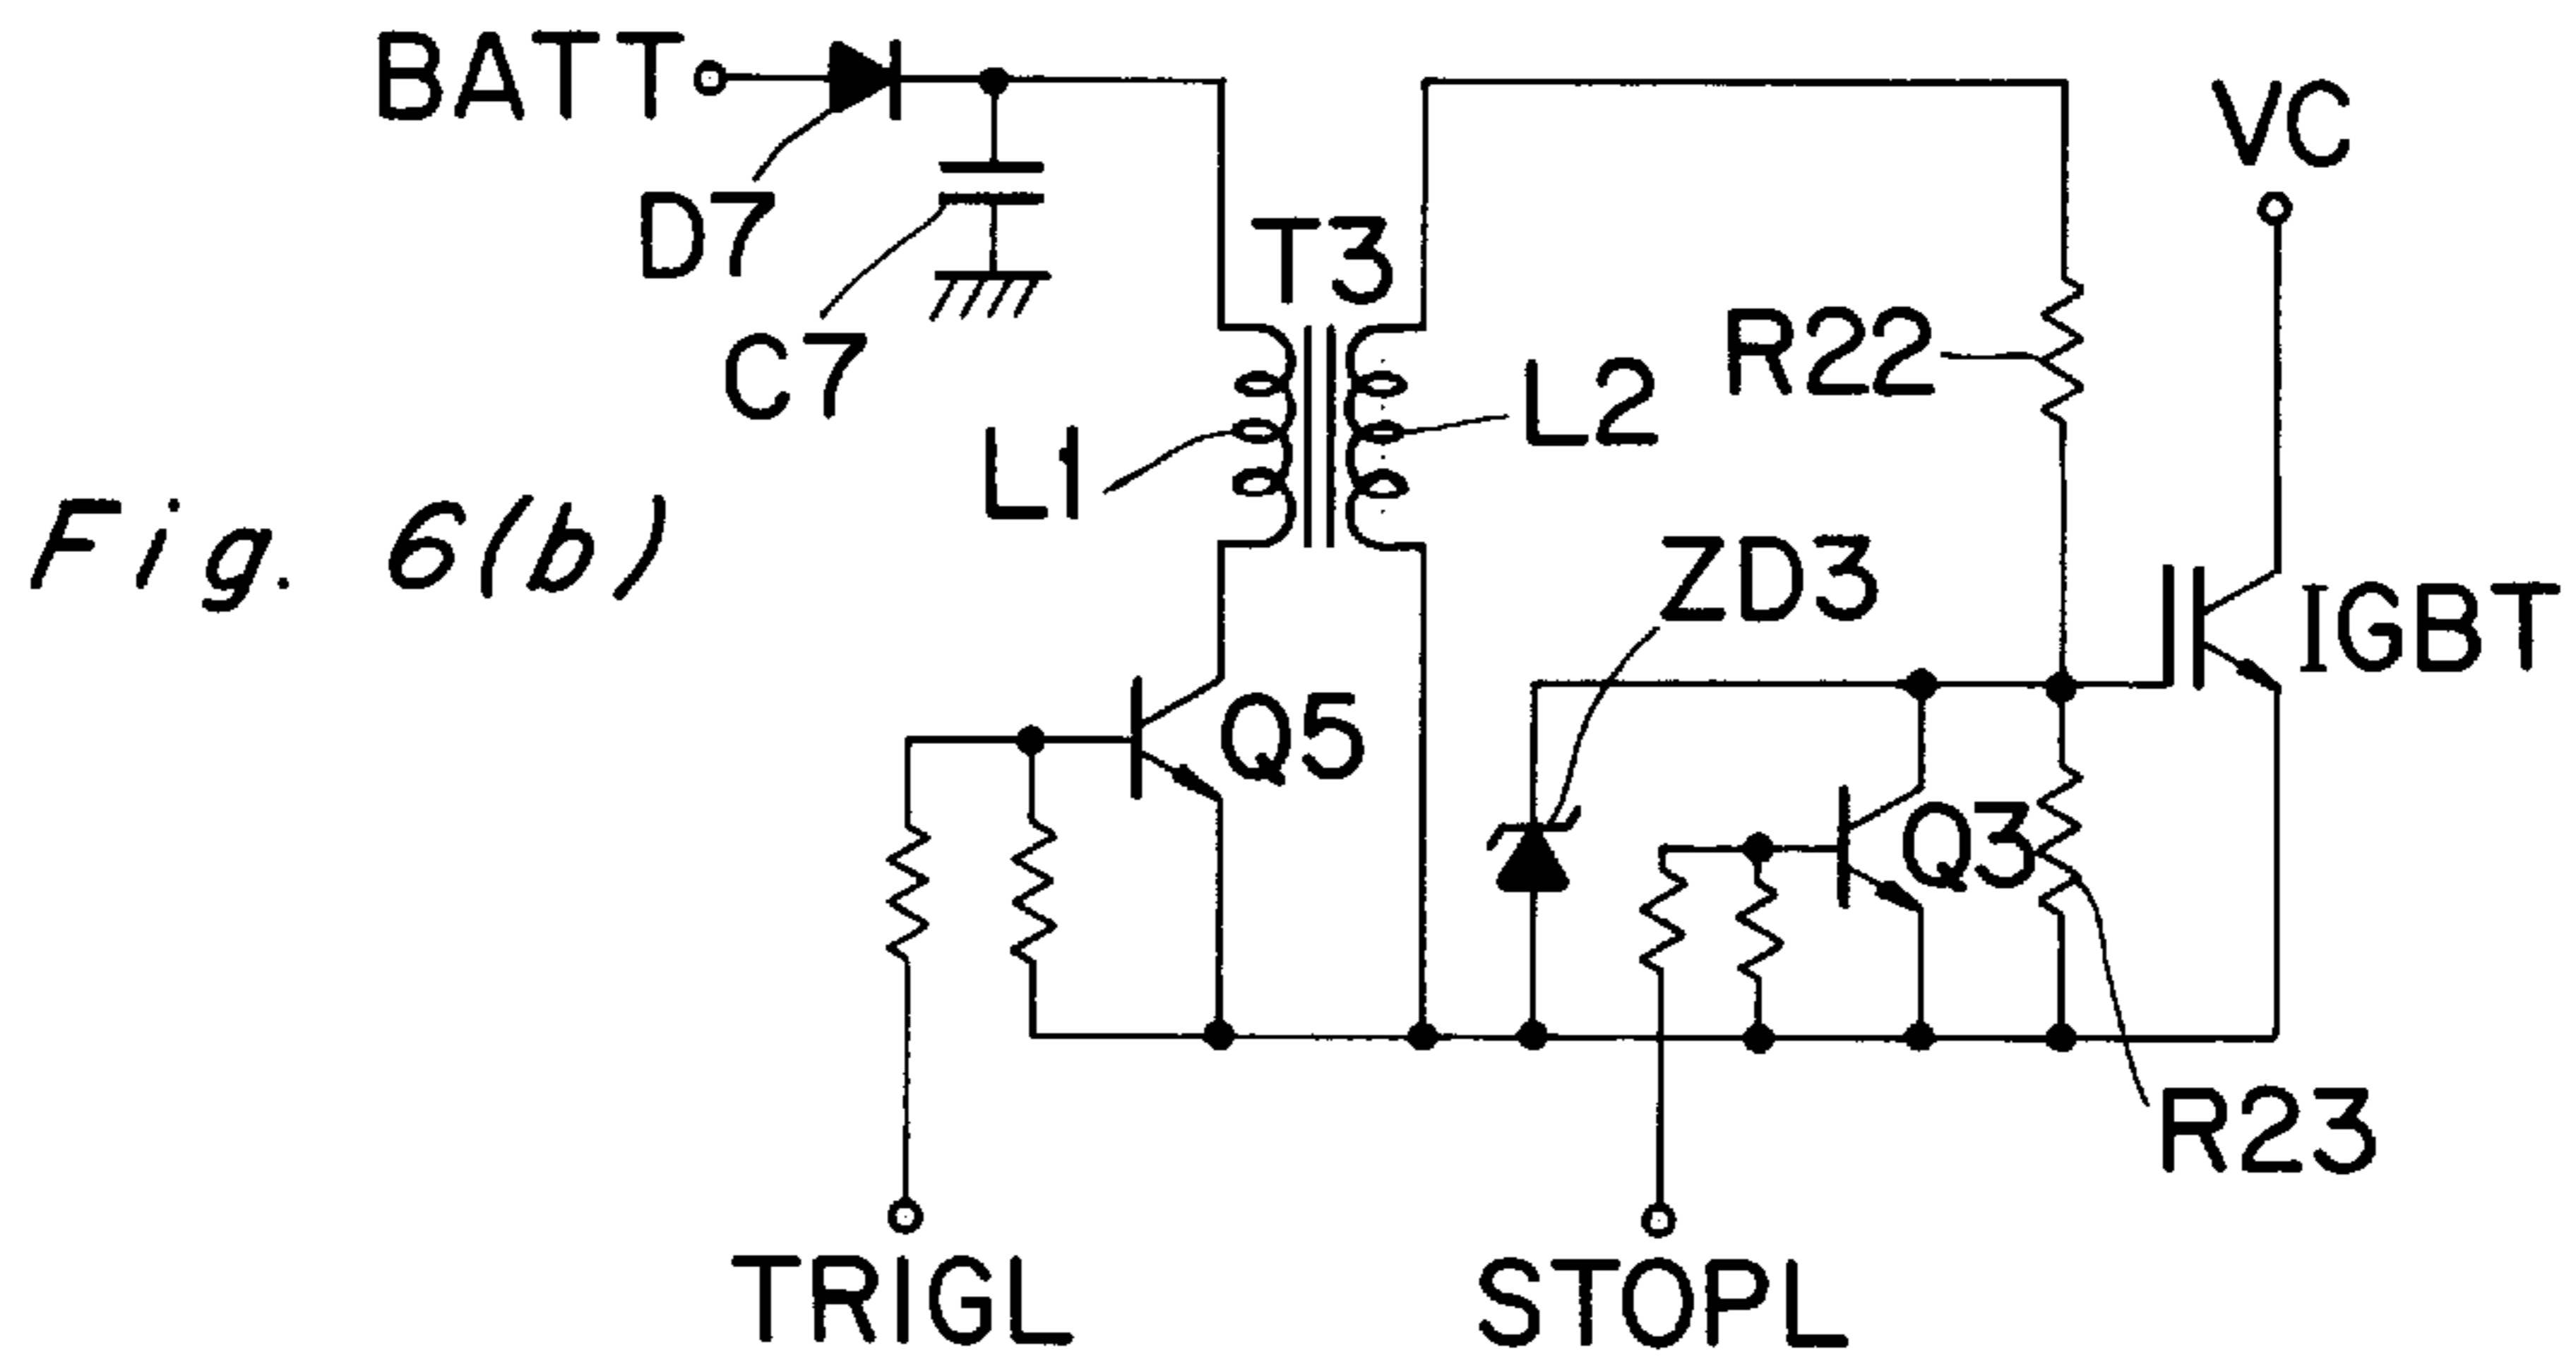 BATT
VC
D7
T3
C7
R22
L1
L2
Fig. 6(b)
ZD3
IGBT
Q5
Q3
R23
TRIGL
STOPL